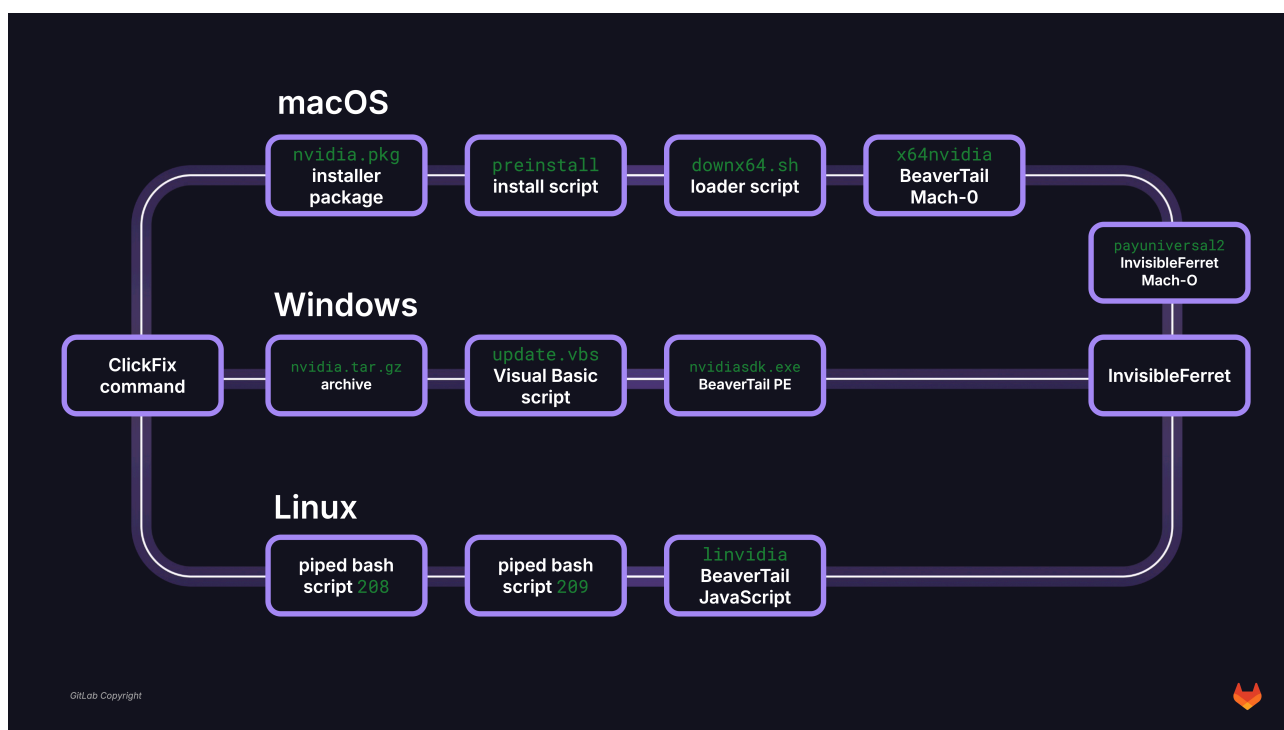 macOS
nvidia.pkg
installer
package
preinstall
install script
downx64.sh
loader script
x64nvidia
BeaverTail
Mach-0
payuniversal2
InvisibleFerret
Mach-O
Windows
ClickFix
command
nvidia.tar.gz
archive
update.vbs
Visual Basic
script
nvidiasdk.exe
BeaverTail PE
InvisibleFerret
Linux
piped bash
script 208
piped bash
script 209
linvidia
BeaverTail
JavaScript
GitLab Copyright